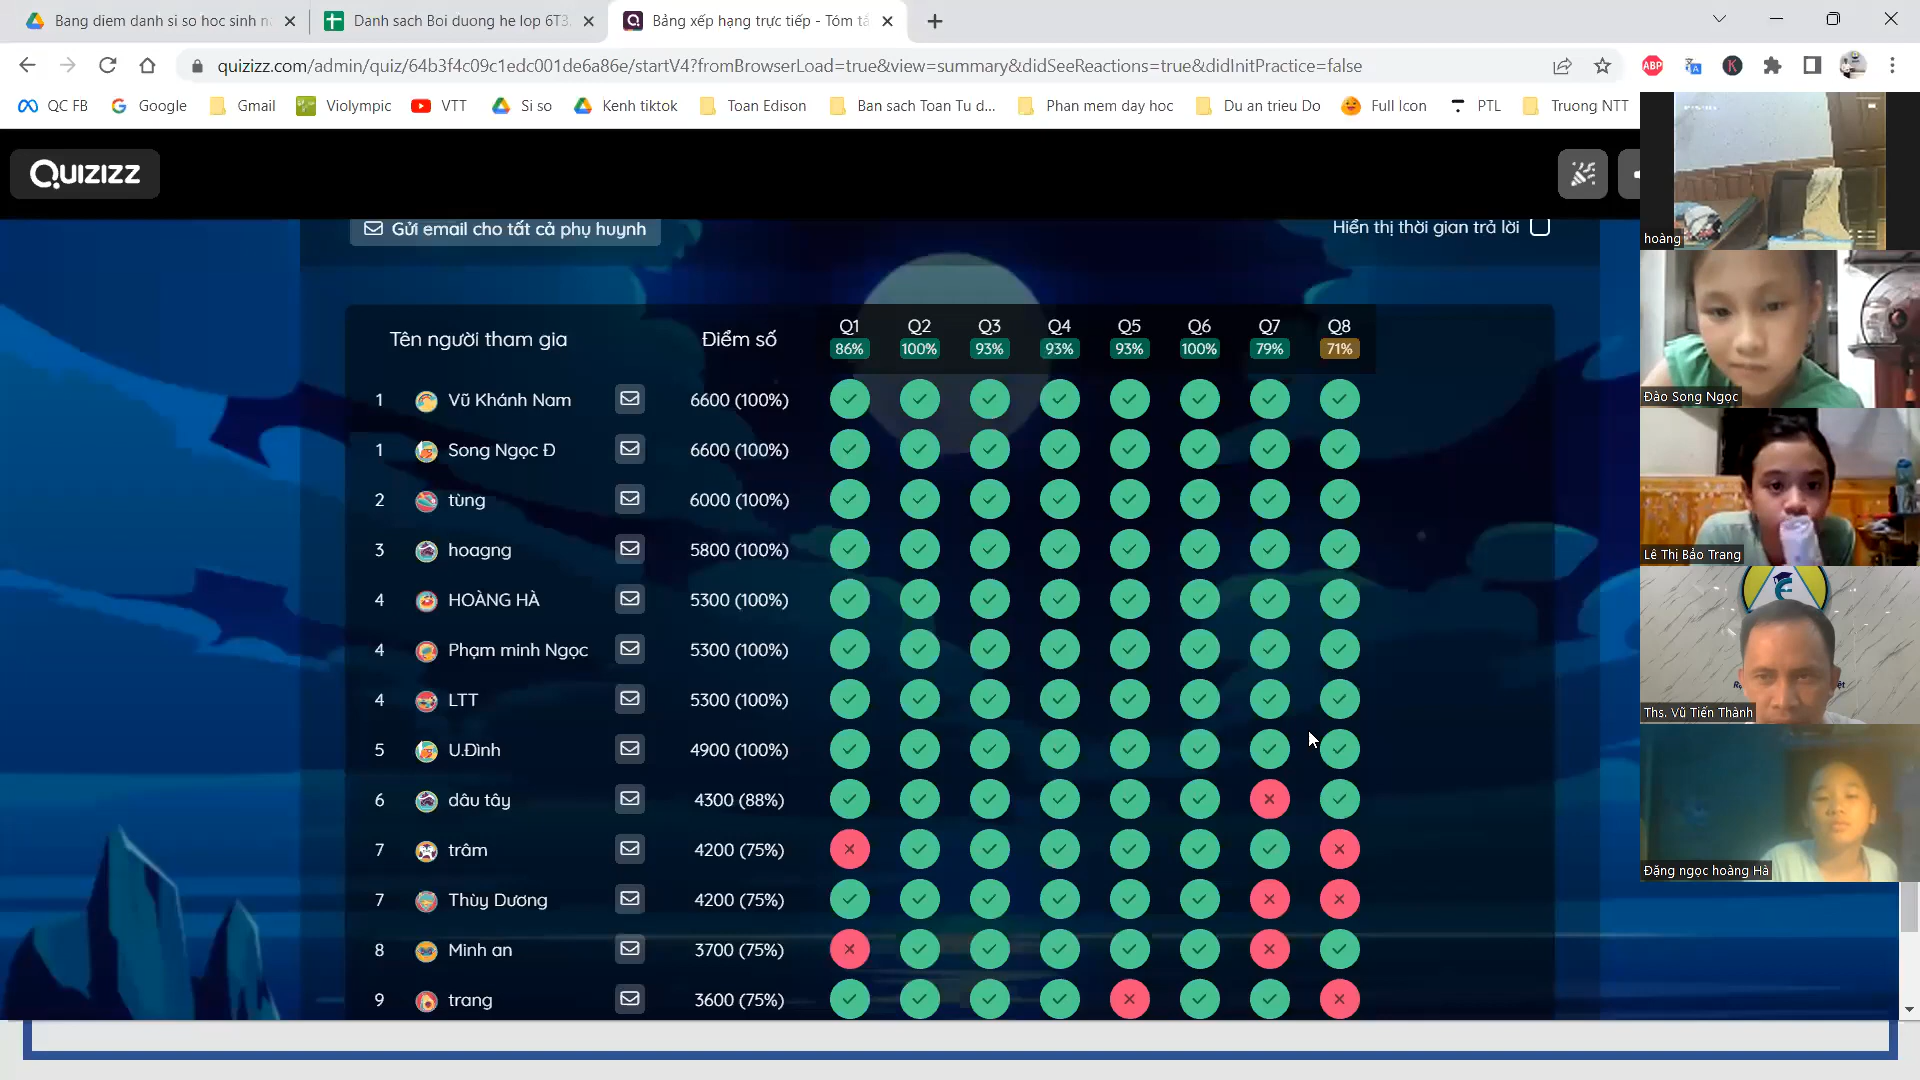 Bang diem danh si so hoc sinh n
Danh sach Boi duong he lop 6T3.
Bảng xếp hạng trực tiếp - Tóm tắ
quizizz.com/admin/quiz/64b3f4c09c1edc001de6a86e/startV4?fromBrowserLoad=true&view=summary&didSeeReactions=true&didInitPractice=false
ABP
K
QC FB Google Gmail Violympic VTT Si so Kenh tiktok Toan Edison Ban sach Toan Tu d... Phan mem day hoc Du an trieu Do Full Icon PTL Truong NTT
QUIZIZZ
Gửi email cho tất cả phụ huynh
Hiển thị thời gian trả lời
Tên người tham gia Điểm số Q1 Q2 Q3 Q4 Q5 Q6 Q7 Q8
86% 100% 93% 93% 93% 100% 79% 71%
1 Vũ Khánh Nam 6600 (100%)
1 Song Ngọc Đ 6600 (100%)
2 tùng 6000 (100%)
3 hoagng 5800 (100%)
4 HOÀNG HÀ 5300 (100%)
4 Phạm minh Ngọc 5300 (100%)
4 LTT 5300 (100%)
5 U.Đình 4900 (100%)
6 dâu tây 4300 (88%)
7 trâm 4200 (75%)
7 Thùy Dương 4200 (75%)
8 Minh an 3700 (75%)
9 trang 3600 (75%)
hoàng
Đào Song Ngọc
Lê Thị Bảo Trang
Ths. Vũ Tiến Thành
Đặng ngọc hoàng Hà